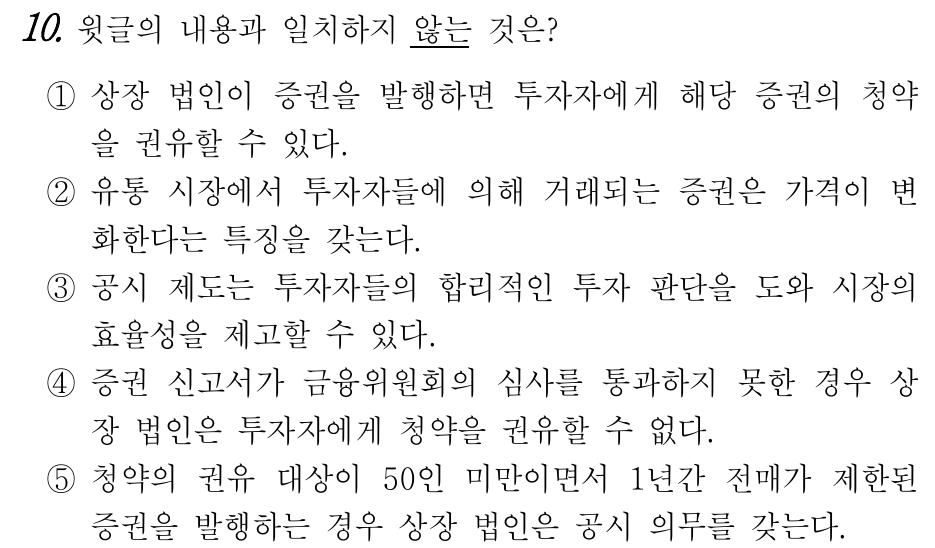 10. 윗글의 내용과 일치하지 않는 것은?
① 상장 법인이 증권을 발행하면 투자자에게 해당 증권의 청약
을 권유할 수 있다.
② 유통 시장에서 투자자들에 의해 거래되는 증권은 가격이 변
화한다는 특징을 갖는다.
③ 공시 제도는 투자자들의 합리적인 투자 판단을 도와 시장의
효율성을 제고할 수 있다.
④ 증권 신고서가 금융위원회의 심사를 통과하지 못한 경우 상
장 법인은 투자자에게 청약을 권유할 수 없다.
⑤ 청약의 권유 대상이 50인 미만이면서 1년간 전매가 제한된
증권을 발행하는 경우 상장 법인은 공시 의무를 갖는다.